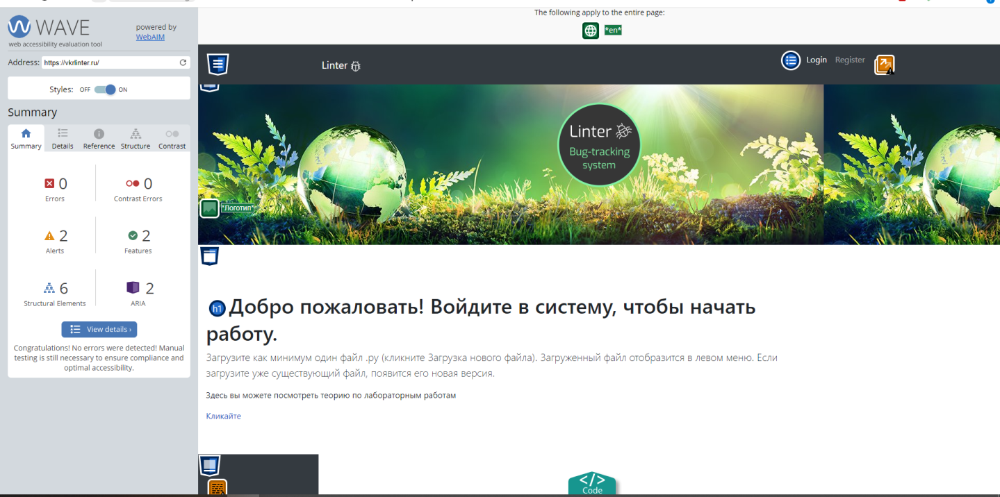 The following apply to the entire page:
*en*
WAVE
web accessibility evaluation tool
powered by
WebAIM
Address: https://vkrlinter.ru/
Styles: OFF ON
Summary
Summary Details Reference Structure Contrast
0
Errors
0
Contrast Errors
2
Alerts
2
Features
6
Structural Elements
2
ARIA
View details ›
Congratulations! No errors were detected! Manual
testing is still necessary to ensure compliance and
optimal accessibility.
Linter
Login Register
Linter
Bug-tracking
system
*Логотип*
h1 Добро пожаловать! Войдите в систему, чтобы начать
работу.
Загрузите как минимум один файл .py (кликните Загрузка нового файла). Загруженный файл отобразится в левом меню. Если
загрузите уже существующий файл, появится его новая версия.
Здесь вы можете посмотреть теорию по лабораторным работам
Кликайте
</>
Code